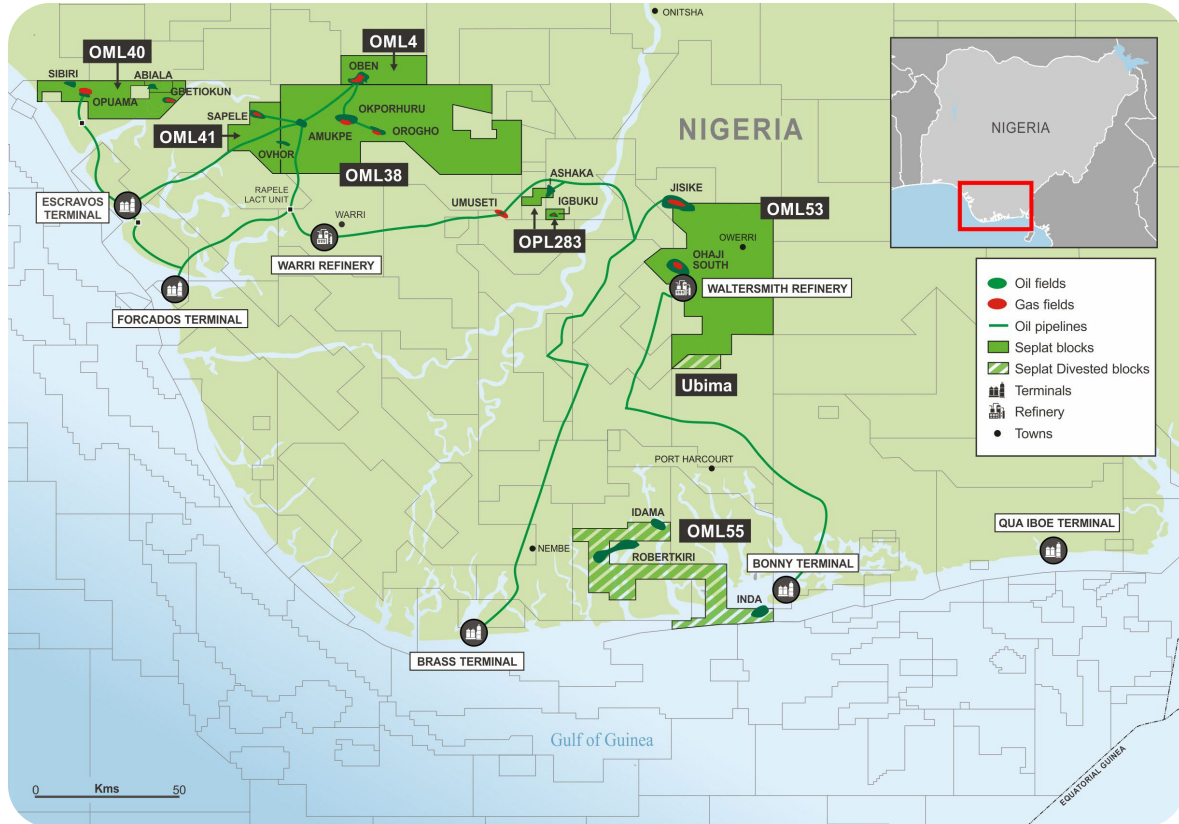 ONITSHA
OML40
OML4
SIBIRI
ABIALA
OBEN
OPUAMA
GBETIOKUN
SAPELE
OKPORHURU
OML41
AMUKPE
OROGHO
OVHOR
NIGERIA
OML38
ASHAKA
JISIKE
ESCRAVOS
TERMINAL
RAPELE
LACT UNIT
WARRI
UMUSETI
IGBUKU
OML53
OPL283
OWERRI
WARRI REFINERY
OHAJI
SOUTH
WALTERSMITH REFINERY
FORCADOS TERMINAL
Ubima
PORT HARCOURT
IDAMA
OML55
NEMBE
ROBERTKIRI
BONNY TERMINAL
QUA IBOE TERMINAL
INDA
BRASS TERMINAL
Gulf of Guinea
EQUATORIAL GUINEA
Kms
0
50
NIGERIA
Oil fields
Gas fields
Oil pipelines
Seplat blocks
Seplat Divested blocks
Terminals
Refinery
Towns